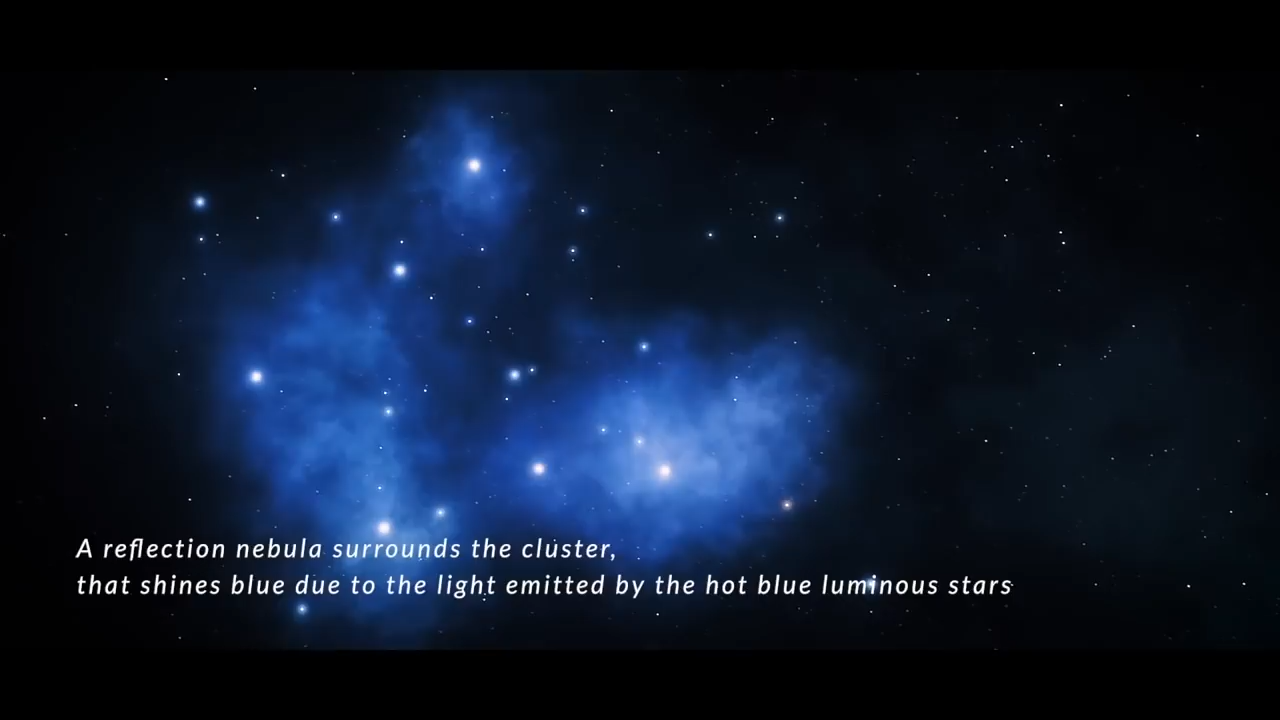 A reflection nebula surrounds the cluster,
that shines blue due to the light emitted by the hot blue luminous stars